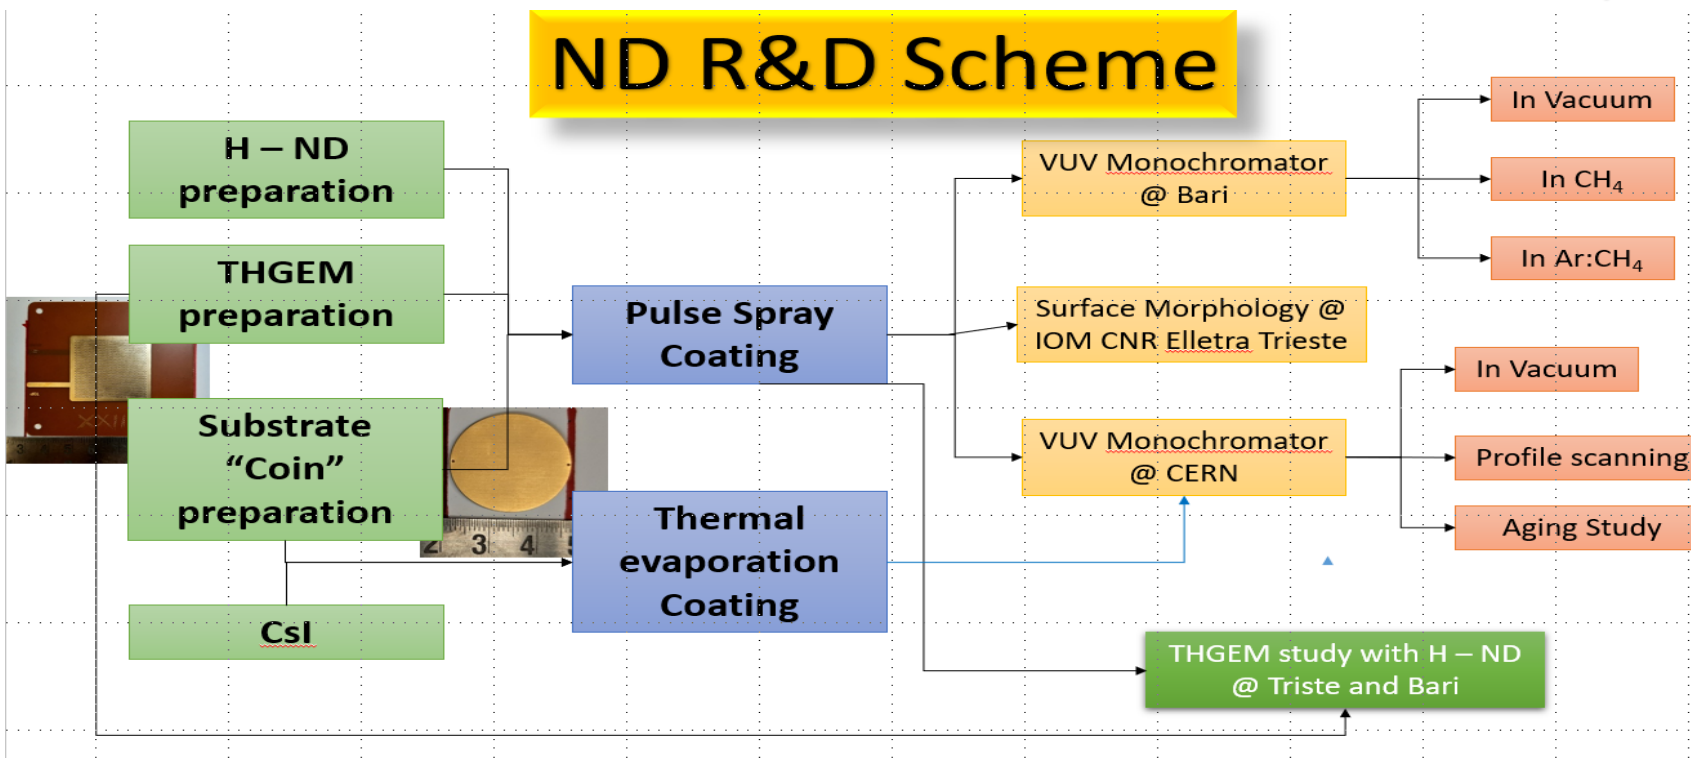 ND R&D Scheme
H – ND
preparation
THGEM
preparation
Substrate
“Coin”
preparation
CsI
XXII
3
2
3
4
Pulse Spray
Coating
Thermal
evaporation
Coating
VUV Monochromator
@ Bari
Surface Morphology @
IOM CNR Elletra Trieste
VUV Monochromator
@ CERN
In Vacuum
In CH₄
In Ar:CH₄
In Vacuum
Profile scanning
Aging Study
THGEM study with H – ND
@ Triste and Bari